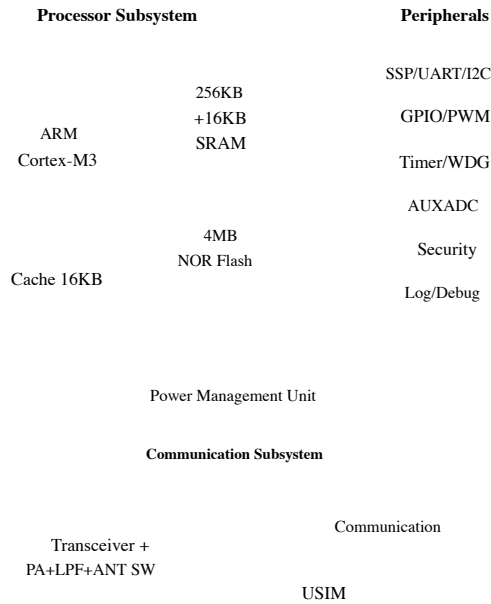 Processor Subsystem
Peripherals
ARM
Cortex-M3
Cache 16KB
256KB
+16KB
SRAM
4MB
NOR Flash
SSP/UART/I2C
GPIO/PWM
Timer/WDG
AUXADC
Security
Log/Debug
Power Management Unit
Communication Subsystem
Transceiver +
PA+LPF+ANT SW
Communication
USIM